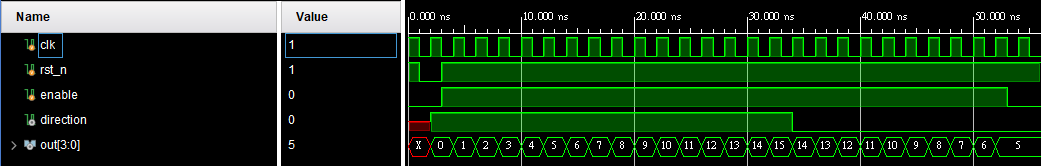 Name Value
0.000 ns 10.000 ns 20.000 ns 30.000 ns 40.000 ns 50.000 ns
clk 1
rst_n 1
enable 0
direction 0
out[3:0] 5 X 0 1 2 3 4 5 6 7 8 9 10 11 12 13 14 15 14 13 12 11 10 9 8 7 6 5